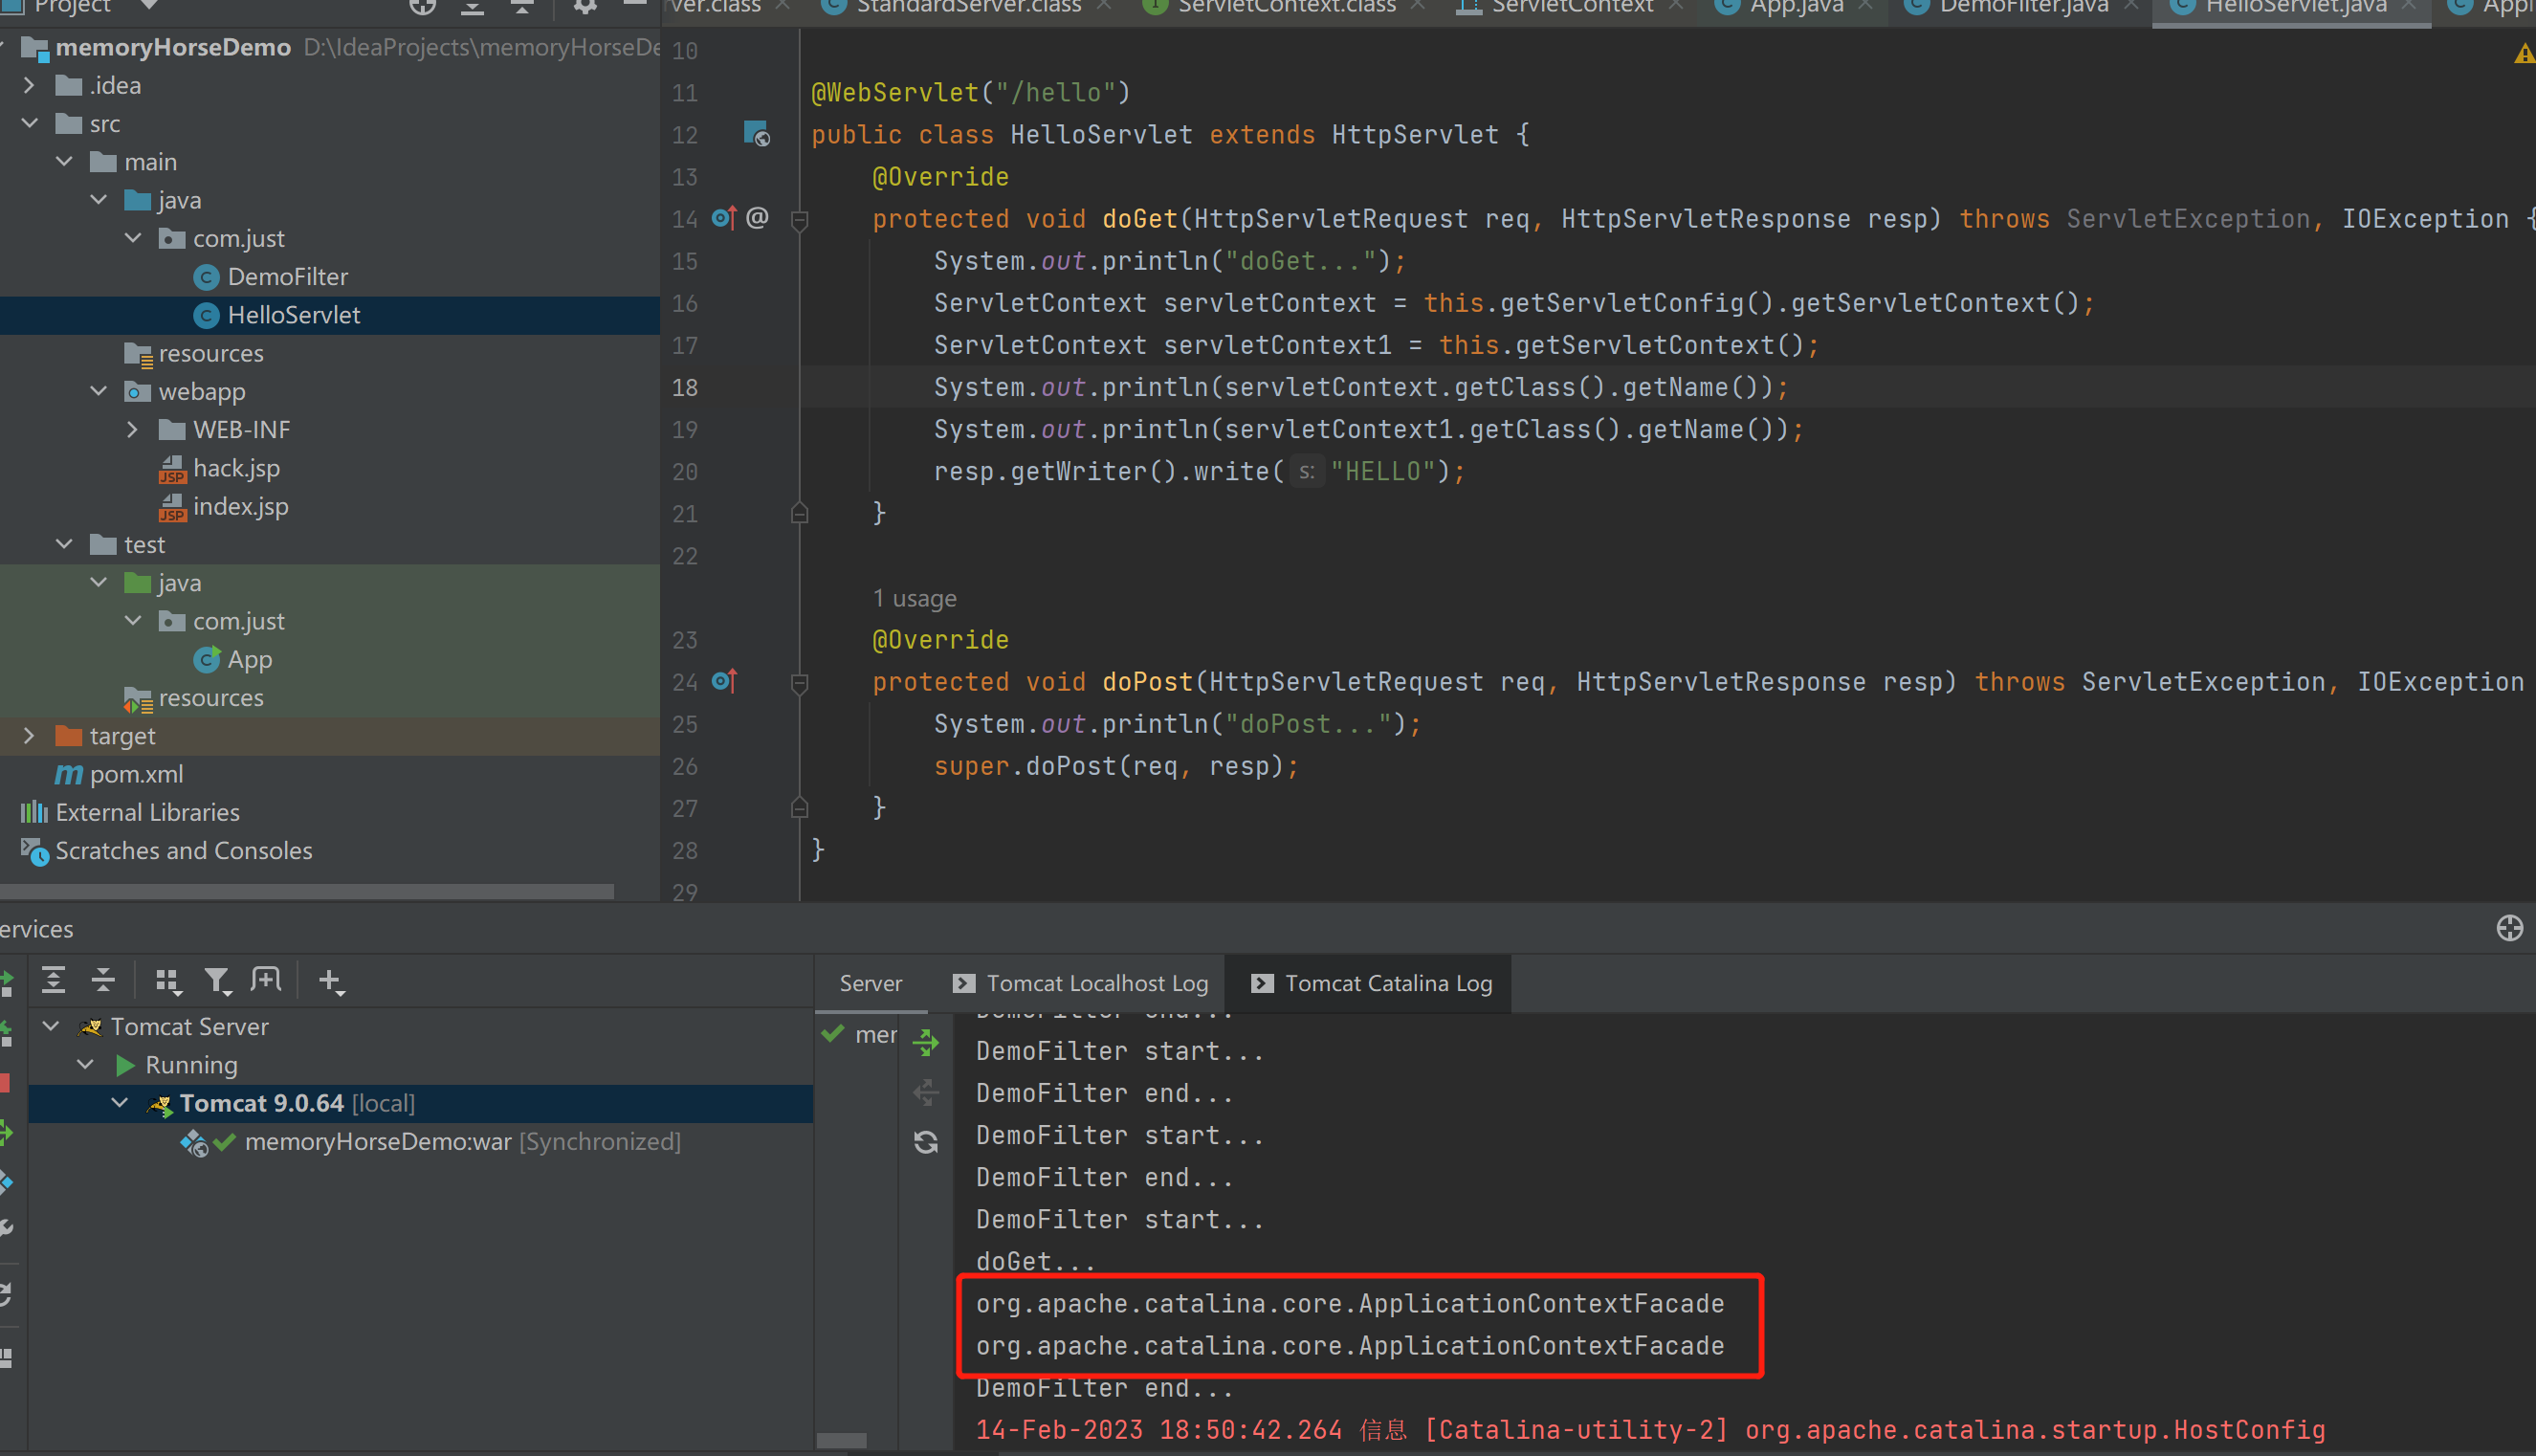 Project
StandardServer.class
ServletContext.class
ServletContext
App.java
DemoFilter.java
HelloServlet.java
memoryHorseDemo D:\IdeaProjects\memoryHorseDe
.idea
src
main
java
com.just
DemoFilter
HelloServlet
resources
webapp
WEB-INF
hack.jsp
index.jsp
test
java
com.just
App
resources
target
pom.xml
External Libraries
Scratches and Consoles
10
11 @WebServlet("/hello")
12 public class HelloServlet extends HttpServlet {
13 @Override
14 @ protected void doGet(HttpServletRequest req, HttpServletResponse resp) throws ServletException, IOException {
15 System.out.println("doGet...");
16 ServletContext servletContext = this.getServletConfig().getServletContext();
17 ServletContext servletContext1 = this.getServletContext();
18 System.out.println(servletContext.getClass().getName());
19 System.out.println(servletContext1.getClass().getName());
20 resp.getWriter().write( s: "HELLO");
21 }
22
1 usage
23 @Override
24 protected void doPost(HttpServletRequest req, HttpServletResponse resp) throws ServletException, IOException
25 System.out.println("doPost...");
26 super.doPost(req, resp);
27 }
28 }
29
ervices
Tomcat Server
Running
Tomcat 9.0.64 [local]
memoryHorseDemo:war [Synchronized]
Server
Tomcat Localhost Log
Tomcat Catalina Log
mer
DemoFilter end...
DemoFilter start...
DemoFilter end...
DemoFilter start...
DemoFilter end...
DemoFilter start...
doGet...
org.apache.catalina.core.ApplicationContextFacade
org.apache.catalina.core.ApplicationContextFacade
DemoFilter end...
14-Feb-2023 18:50:42.264 信息 [Catalina-utility-2] org.apache.catalina.startup.HostConfig